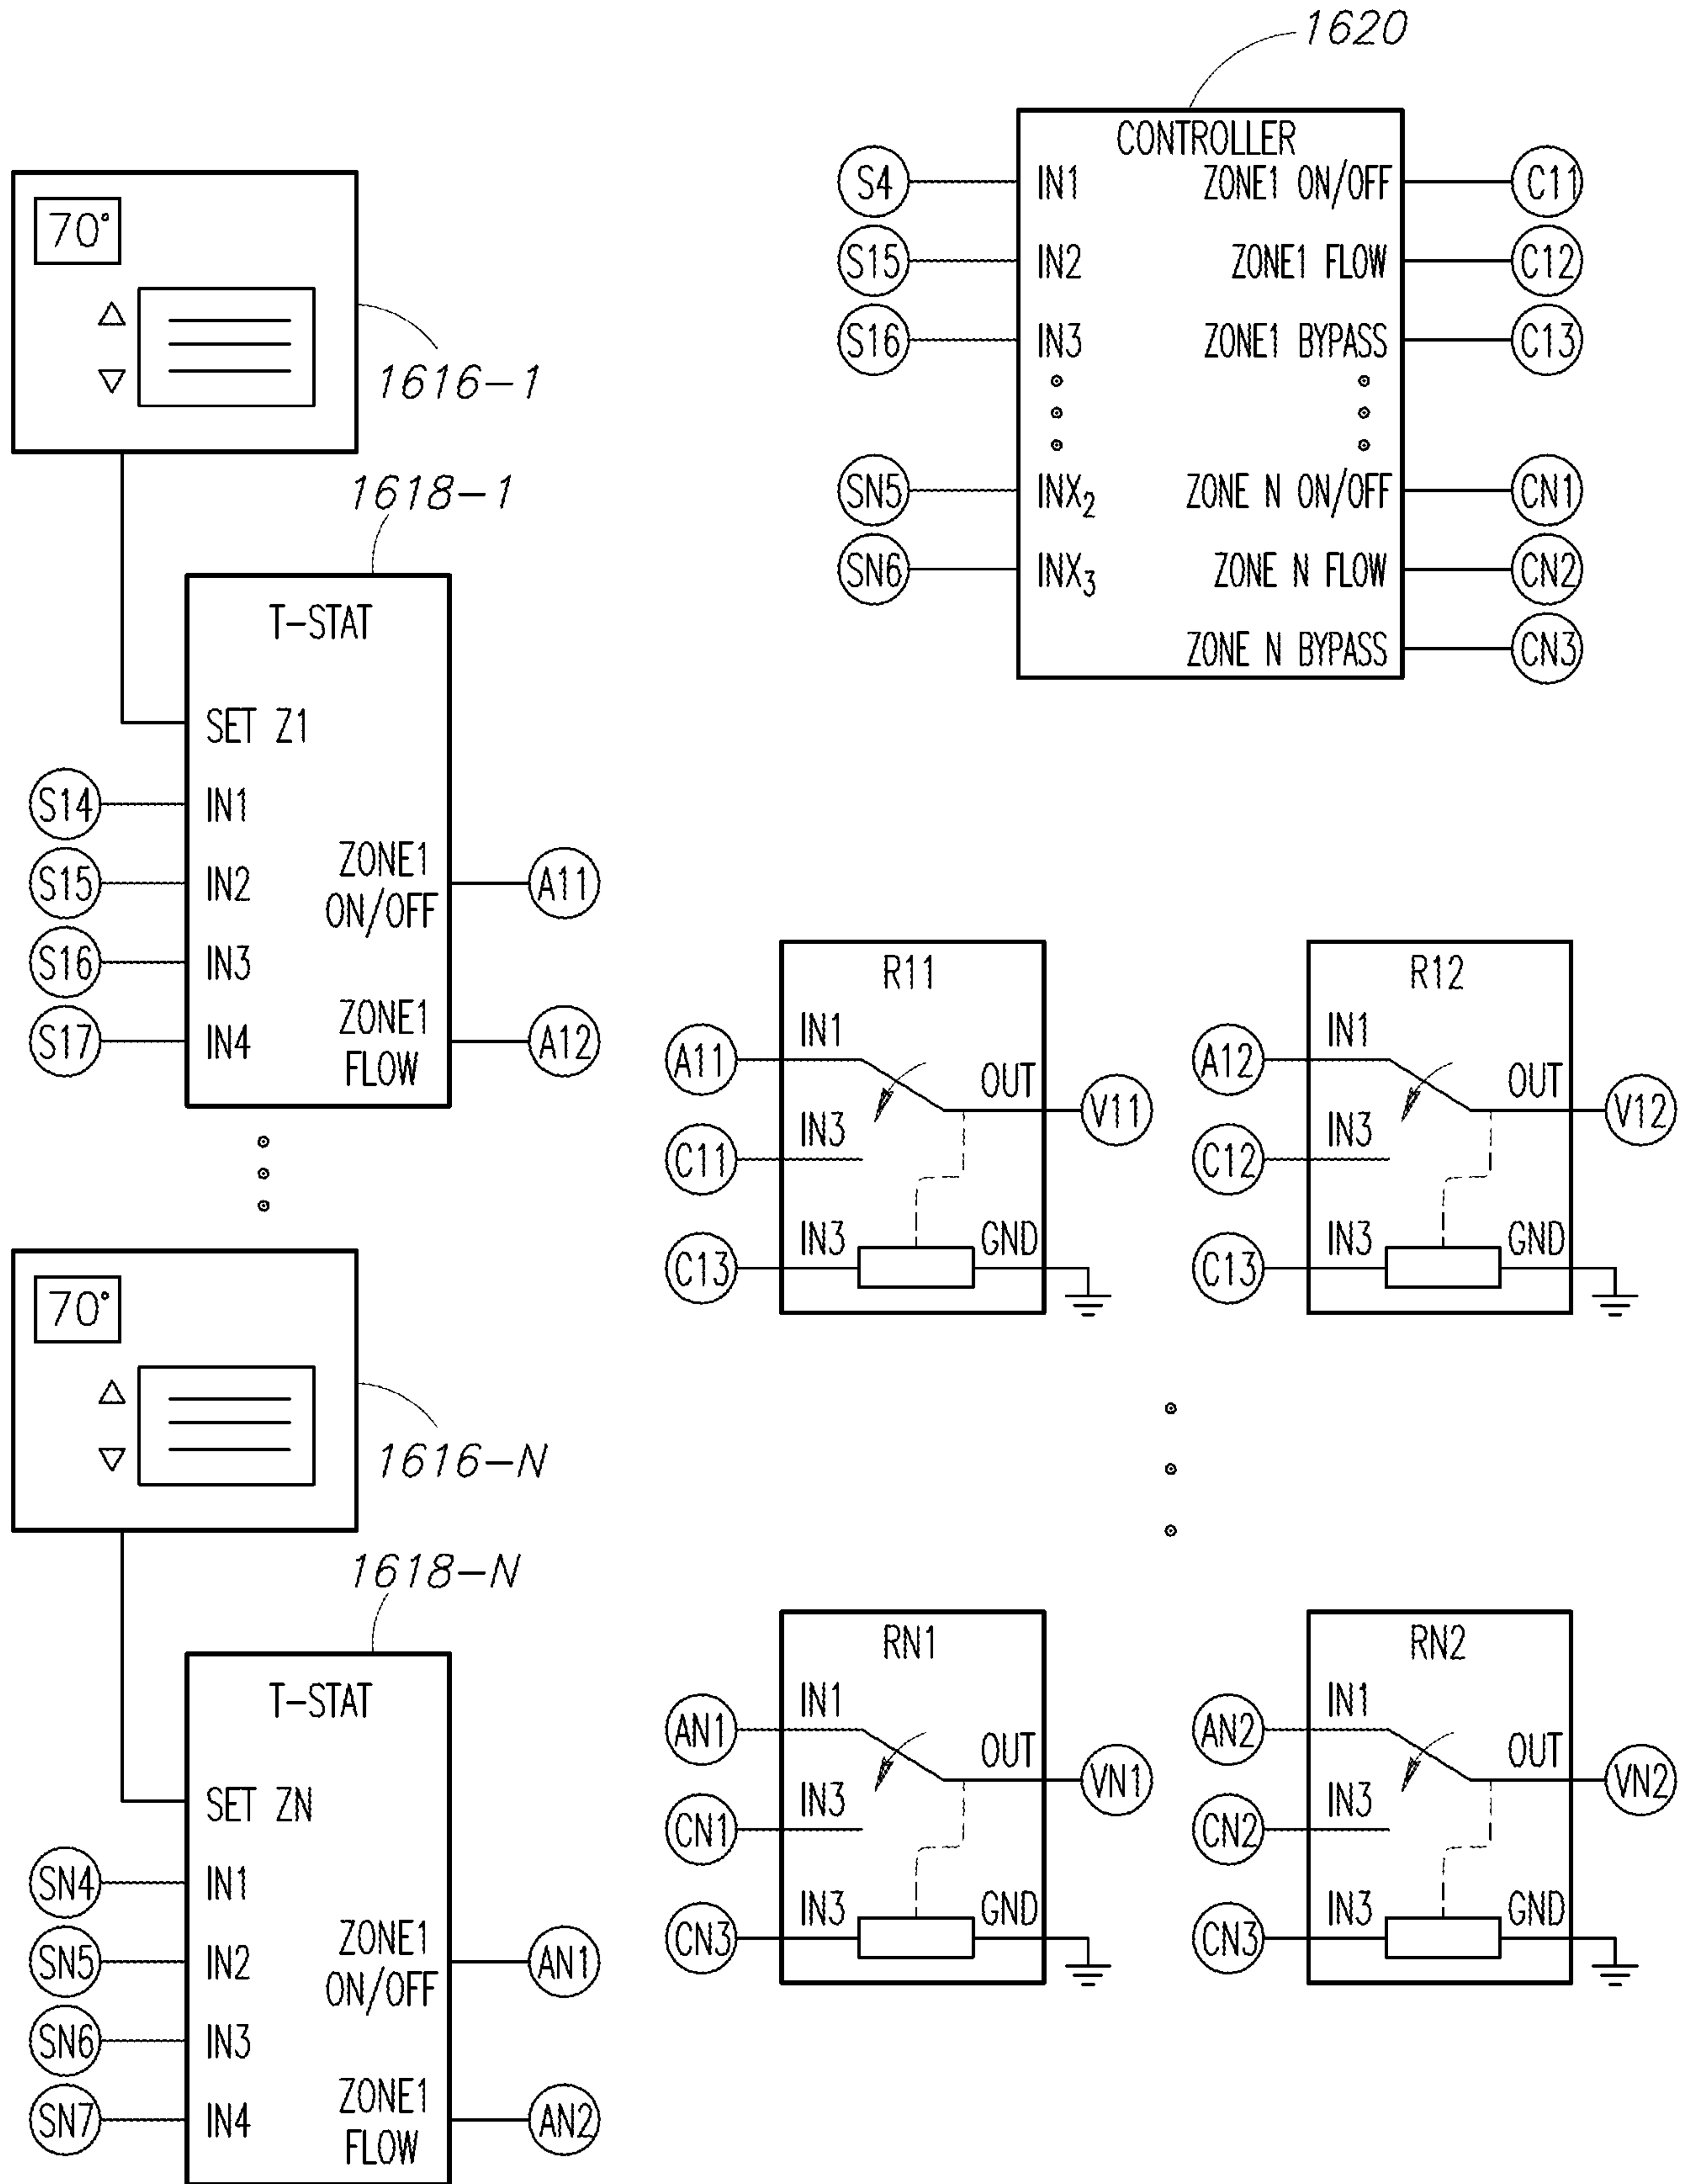 1620
CONTROLLER
S4 IN1 ZONE1 ON/OFF C11
S15 IN2 ZONE1 FLOW C12
S16 IN3 ZONE1 BYPASS C13
SN5 INX2 ZONE N ON/OFF CN1
SN6 INX3 ZONE N FLOW CN2
ZONE N BYPASS CN3
70°
1616-1
1618-1
T-STAT
SET Z1
S14 IN1
S15 IN2 ZONE1 ON/OFF A11
S16 IN3
S17 IN4 ZONE1 FLOW A12
R11
A11 IN1
OUT V11
C11 IN3
C13 IN3 GND
R12
A12 IN1
OUT V12
C12 IN3
C13 IN3 GND
70°
1616-N
1618-N
T-STAT
SET ZN
SN4 IN1
SN5 IN2 ZONE1 ON/OFF AN1
SN6 IN3
SN7 IN4 ZONE1 FLOW AN2
RN1
AN1 IN1
OUT VN1
CN1 IN3
CN3 IN3 GND
RN2
AN2 IN1
OUT VN2
CN2 IN3
CN3 IN3 GND